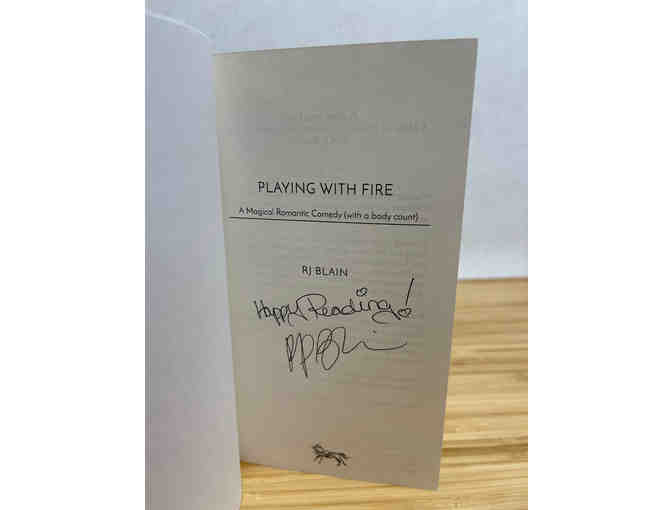 PLAYING WITH FIRE
A Magical Romantic Comedy (with a body count)
RJ BLAIN
Happy Reading!